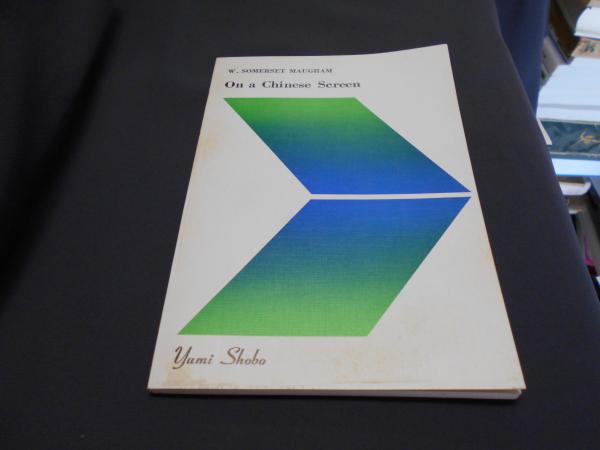 W. SOMERSET MAUGHAM
On a Chinese Screen
Yumi Shobo